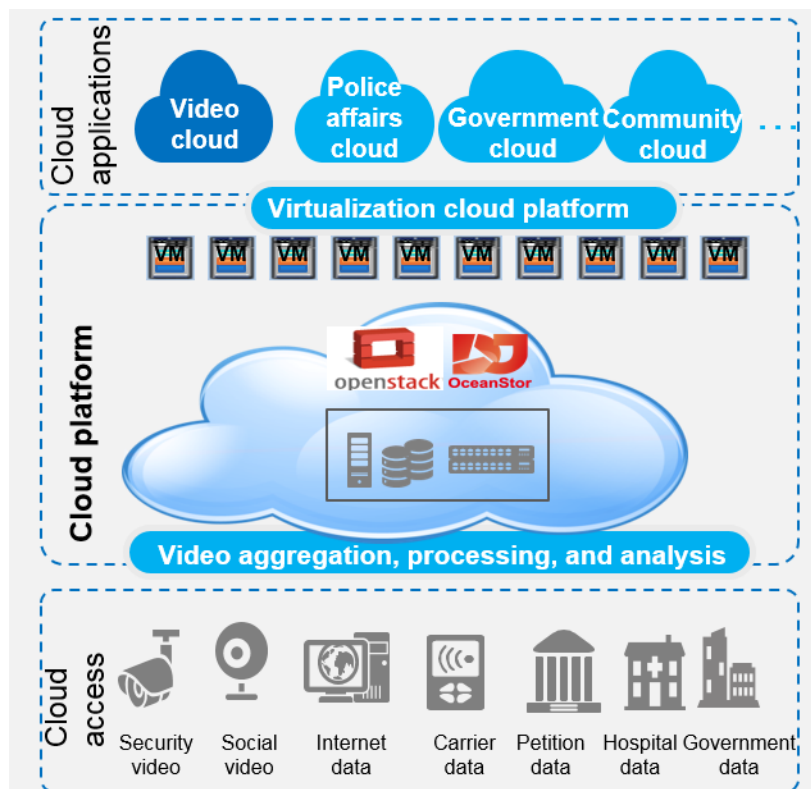 Cloud
applications
Video
cloud
Police
affairs
cloud
Government
cloud
Community
cloud
Virtualization cloud platform
VM VM VM VM VM VM VM VM VM VM
Cloud platform
openstack
OceanStor
Video aggregation, processing, and analysis
Cloud
access
Security
video
Social
video
Internet
data
Carrier
data
Petition
data
Hospital
data
Government
data